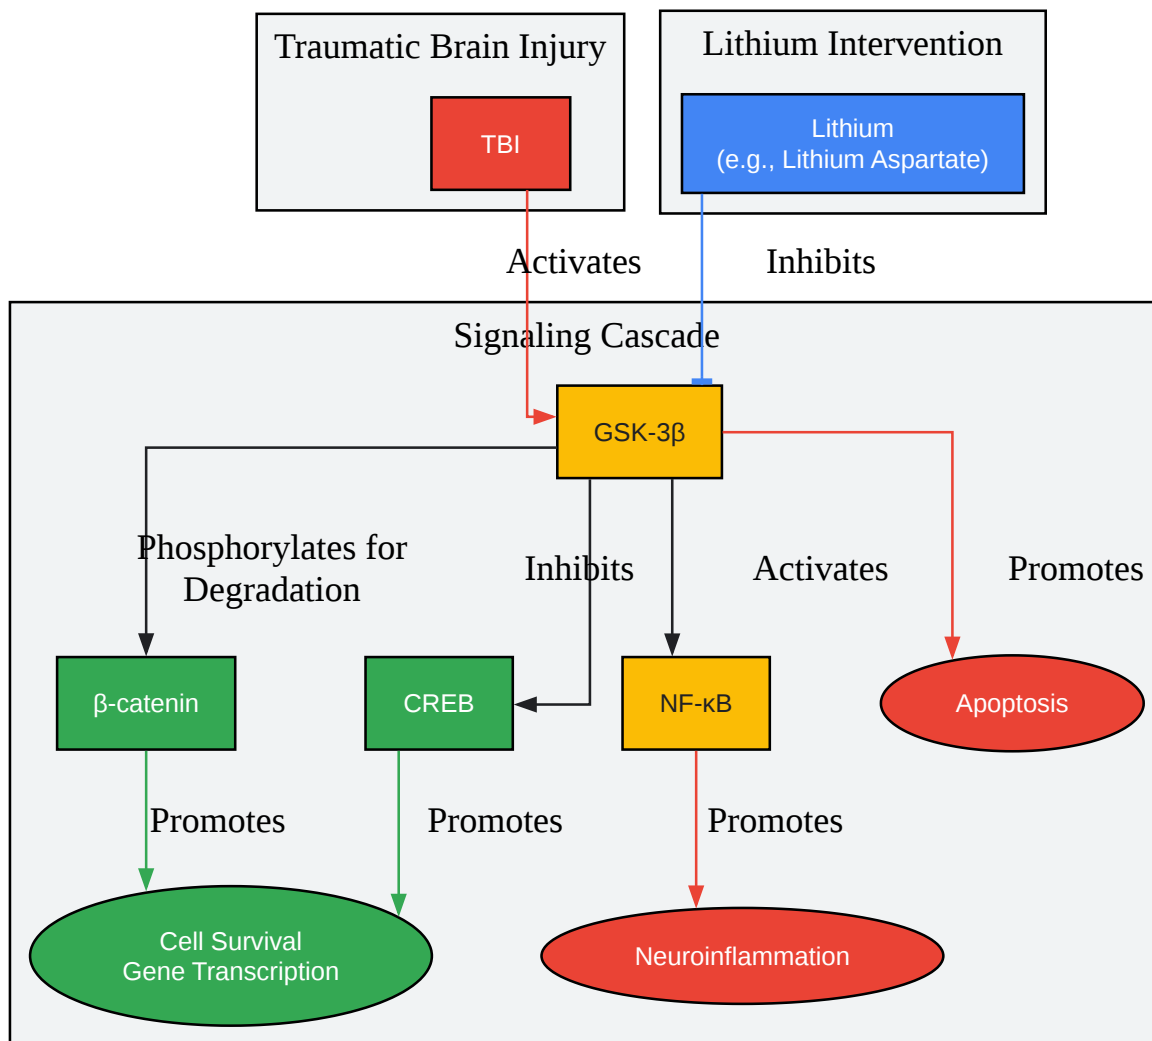 Traumatic Brain Injury
Lithium Intervention
TBI
Lithium
(e.g., Lithium Aspartate)
Activates
Inhibits
Signaling Cascade
GSK-3β
Phosphorylates for
Degradation
Inhibits
Activates
Promotes
β-catenin
CREB
NF-κB
Apoptosis
Promotes
Promotes
Promotes
Cell Survival
Gene Transcription
Neuroinflammation